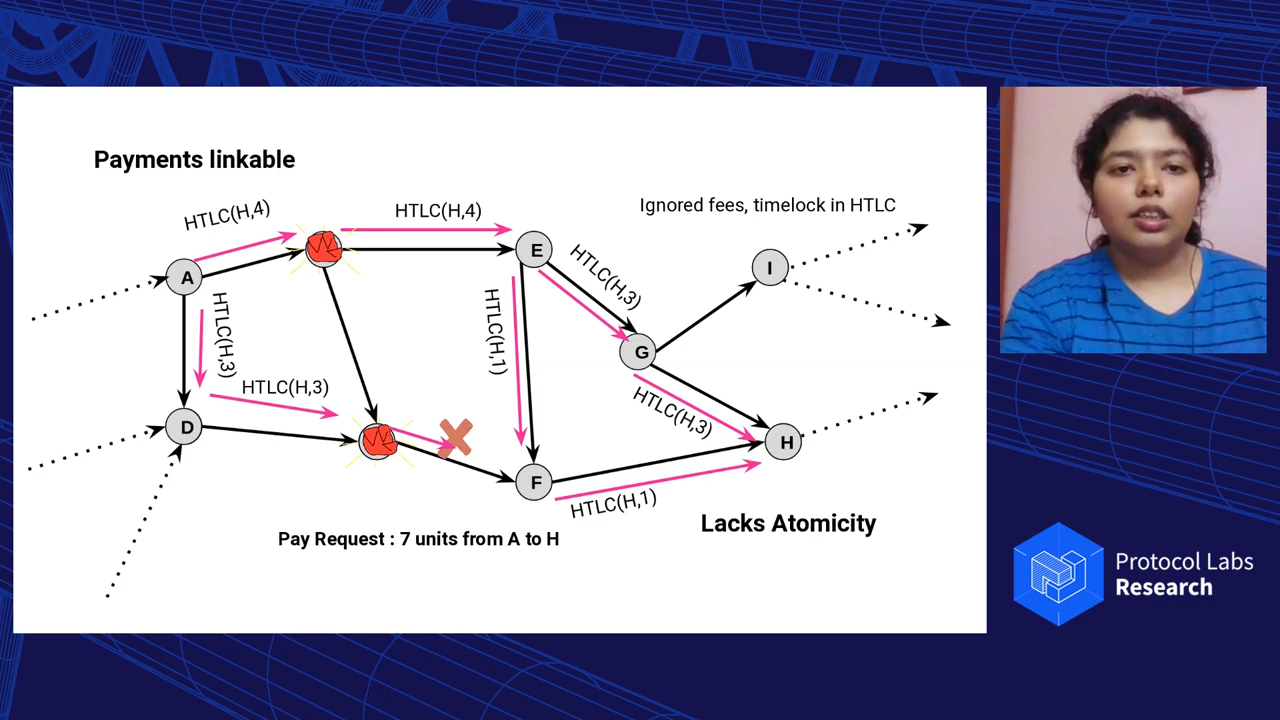 Payments linkable
HTLC(H,4)
HTLC(H,4)
Ignored fees, timelock in HTLC
A
E
I
HTLC(H,3)
HTLC(H,3)
HTLC(H,1)
G
HTLC(H,3)
HTLC(H,3)
D
H
F
HTLC(H,1)
Lacks Atomicity
Pay Request : 7 units from A to H
Protocol Labs
Research